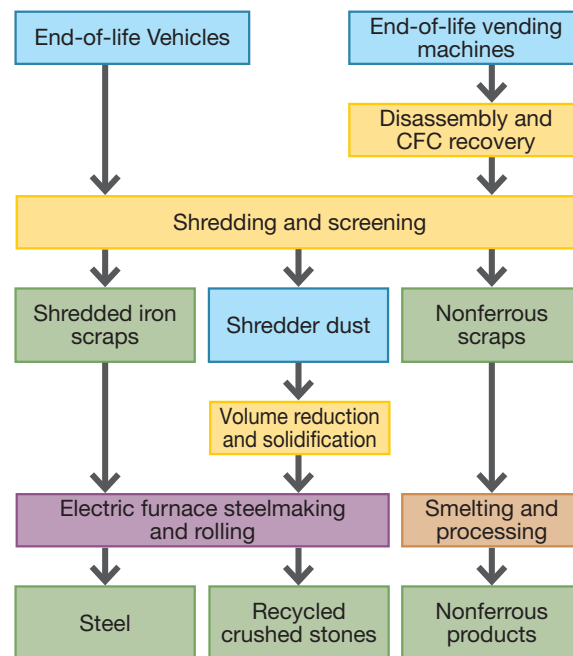 End-of-life Vehicles
End-of-life vending
machines
Disassembly and
CFC recovery
Shredding and screening
Shredded iron
scraps
Shredder dust
Nonferrous
scraps
Volume reduction
and solidification
Electric furnace steelmaking
and rolling
Smelting and
processing
Steel
Recycled
crushed stones
Nonferrous
products